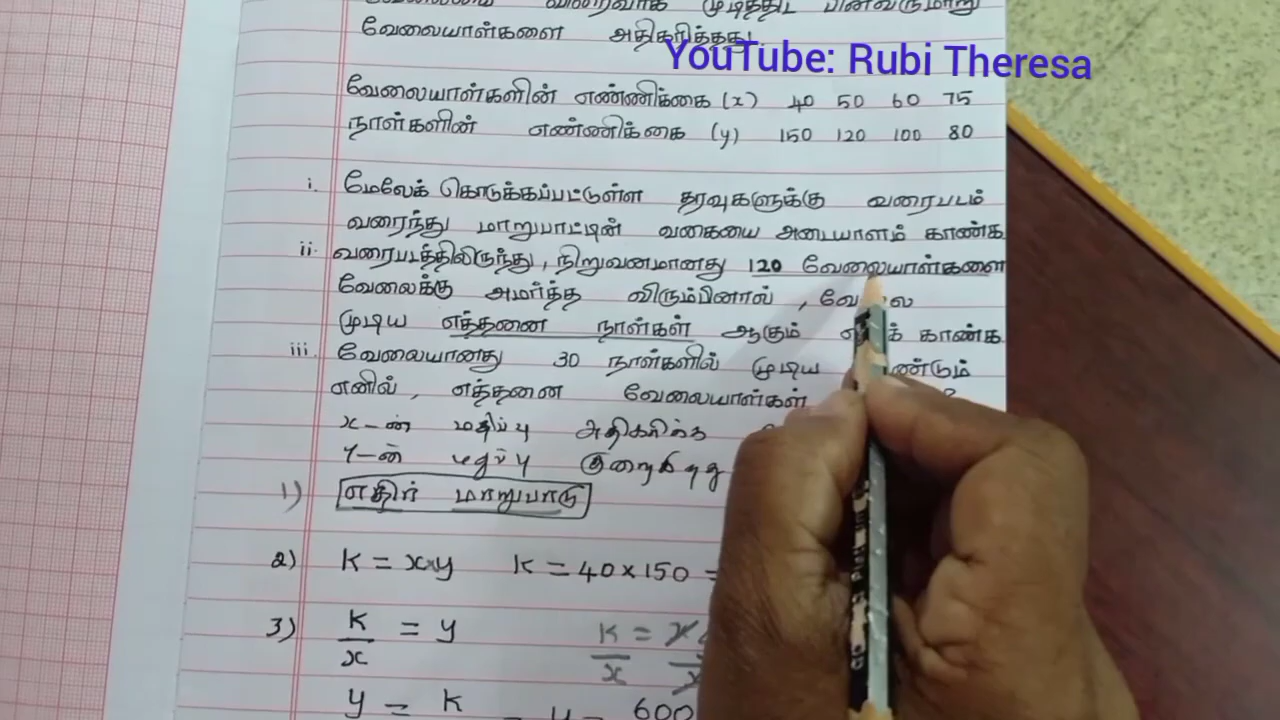 வேலையை விரைவாக முடித்திட பின்வருமாறு
வேலையாள்களை அதிகரித்தது
YouTube: Rubi Theresa
வேலையாள்களின் எண்ணிக்கை (x) 40 50 60 75
நாள்களின் எண்ணிக்கை (y) 150 120 100 80
i. மேலேக் கொடுக்கப்பட்டுள்ள தரவுகளுக்கு வரைபடம்
வரைந்து மாறுபாட்டின் வகையை அடையாளம் காண்க
ii. வரைபடத்திலிருந்து, நிறுவனமானது 120 வேலையாள்களை
வேலைக்கு அமர்த்த விரும்பினால் ,
முடிய எத்தனை நாள்கள் ஆகும் காண்க
iii. வேலையானது 30 நாள்களில் முடிய
எனில், எத்தனை வேலையாள்கள்
x-ன் மதிப்பு அதிகரிக்க
y-ன் மதிப்பு குறைகிறது
1) எதிர் மாறுபாடு
2) K = xy K = 40 x 150 =
3) K/x = y K/x =
y = K = y = 600